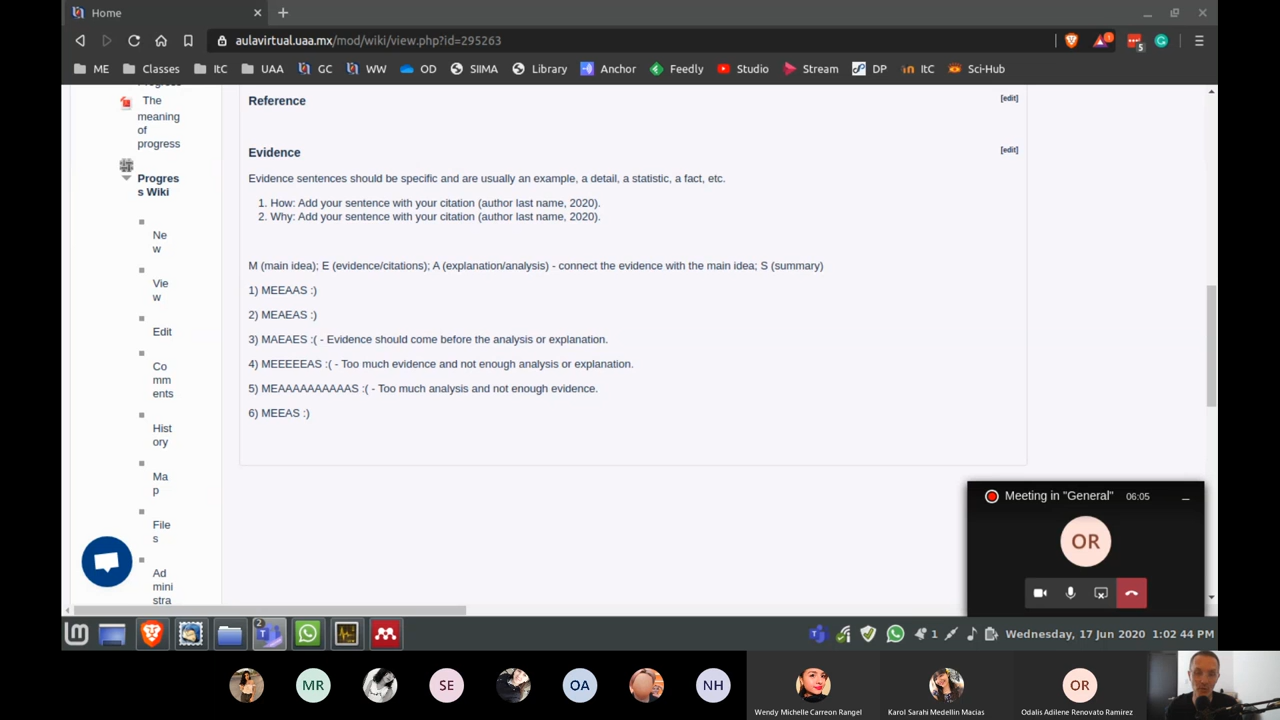 Home
aulavirtual.uaa.mx/mod/wiki/view.php?id=295263
1
5
ME Classes ItC UAA GC WW OD SIIMA Library Anchor Feedly Studio Stream DP ItC Sci-Hub
The
meaning
of
progress
Progres
s Wiki
Ne
w
Vie
w
Edit
Co
mm
ents
Hist
ory
Ma
p
File
s
Ad
mini
stra
Reference [edit]
Evidence [edit]
Evidence sentences should be specific and are usually an example, a detail, a statistic, a fact, etc.
1. How: Add your sentence with your citation (author last name, 2020).
2. Why: Add your sentence with your citation (author last name, 2020).
M (main idea); E (evidence/citations); A (explanation/analysis) - connect the evidence with the main idea; S (summary)
1) MEEAAS :)
2) MEAEAS :)
3) MAEAES :( - Evidence should come before the analysis or explanation.
4) MEEEEEAS :( - Too much evidence and not enough analysis or explanation.
5) MEAAAAAAAAAAS :( - Too much analysis and not enough evidence.
6) MEEAS :)
Meeting in "General" 06:05
OR
2
1 Wednesday, 17 Jun 2020 1:02:44 PM
MR SE OA NH OR
Wendy Michelle Carreon Rangel Karol Sarahi Medellin Macias Odalis Adilene Renovato Ramirez